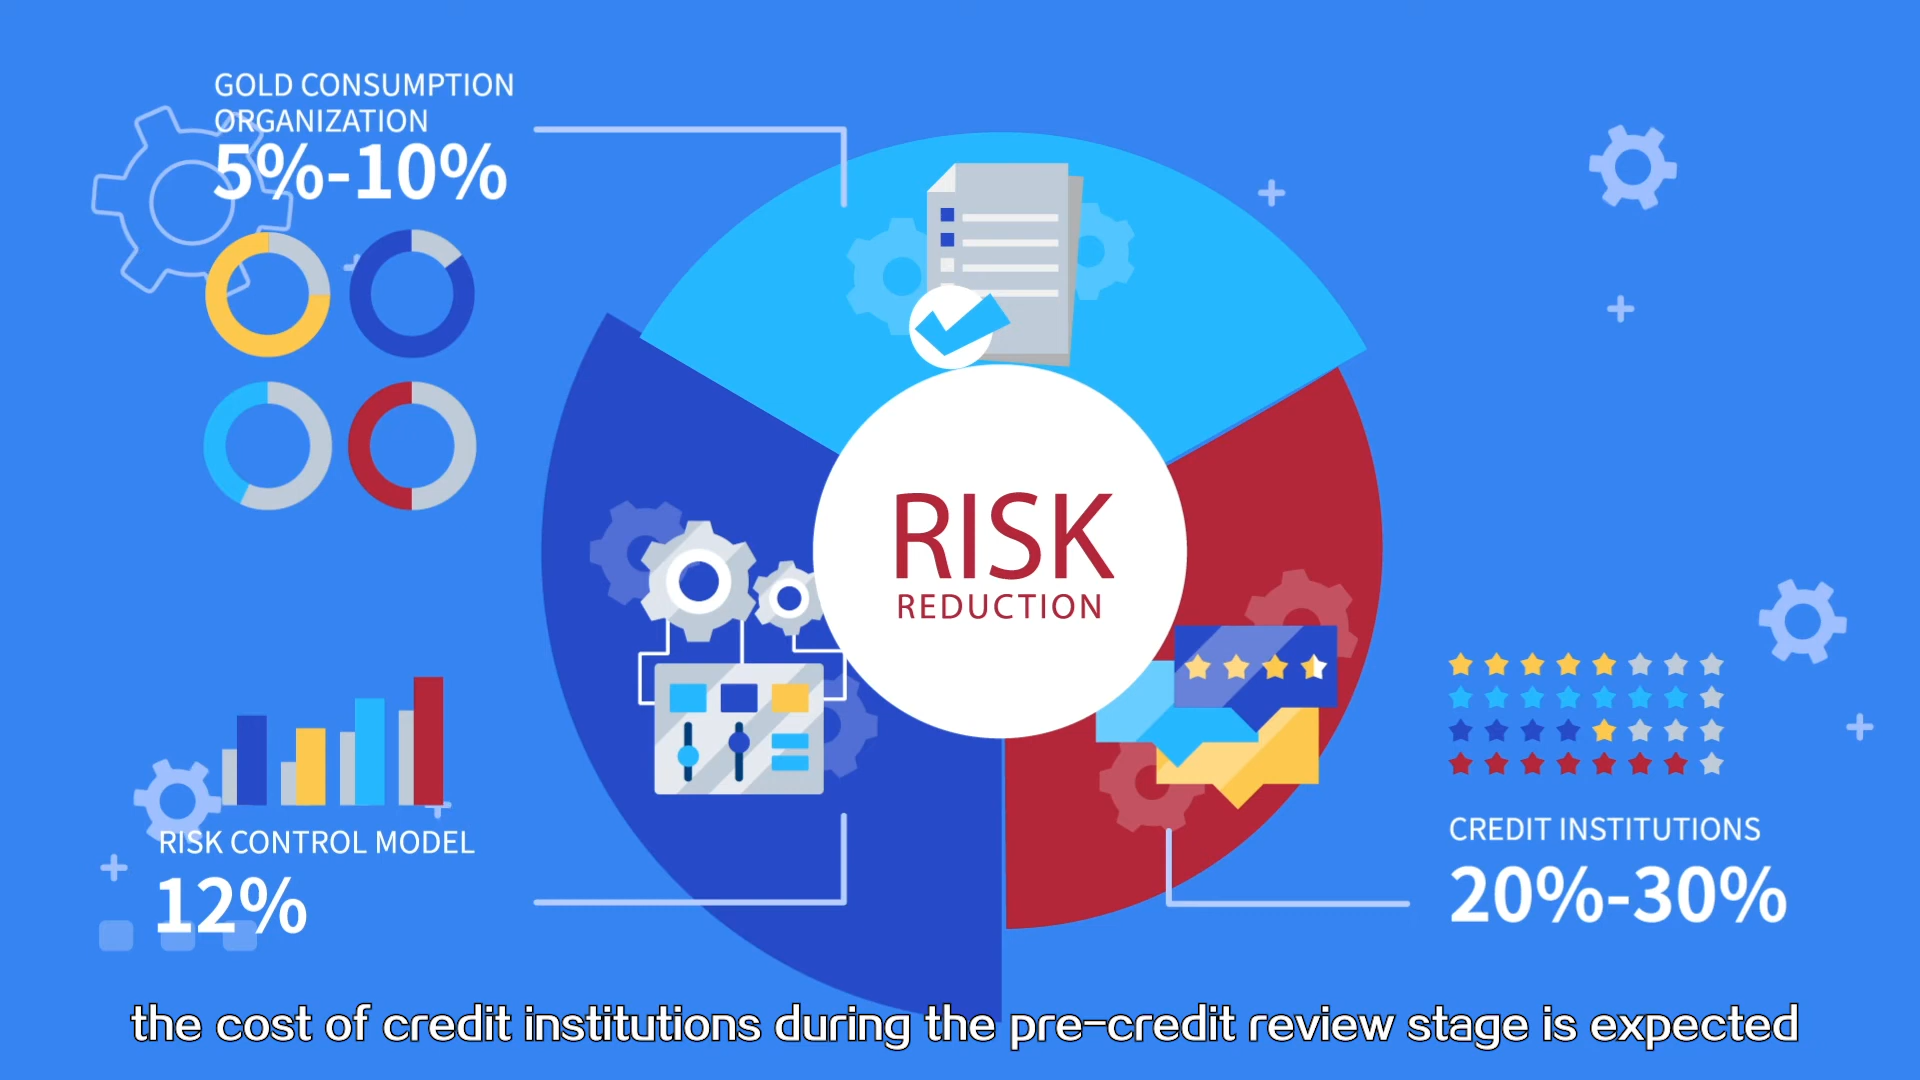 GOLD CONSUMPTION
ORGANIZATION
5%-10%
RISK
REDUCTION
RISK CONTROL MODEL
12%
CREDIT INSTITUTIONS
20%-30%
the cost of credit institutions during the pre-credit review stage is expected